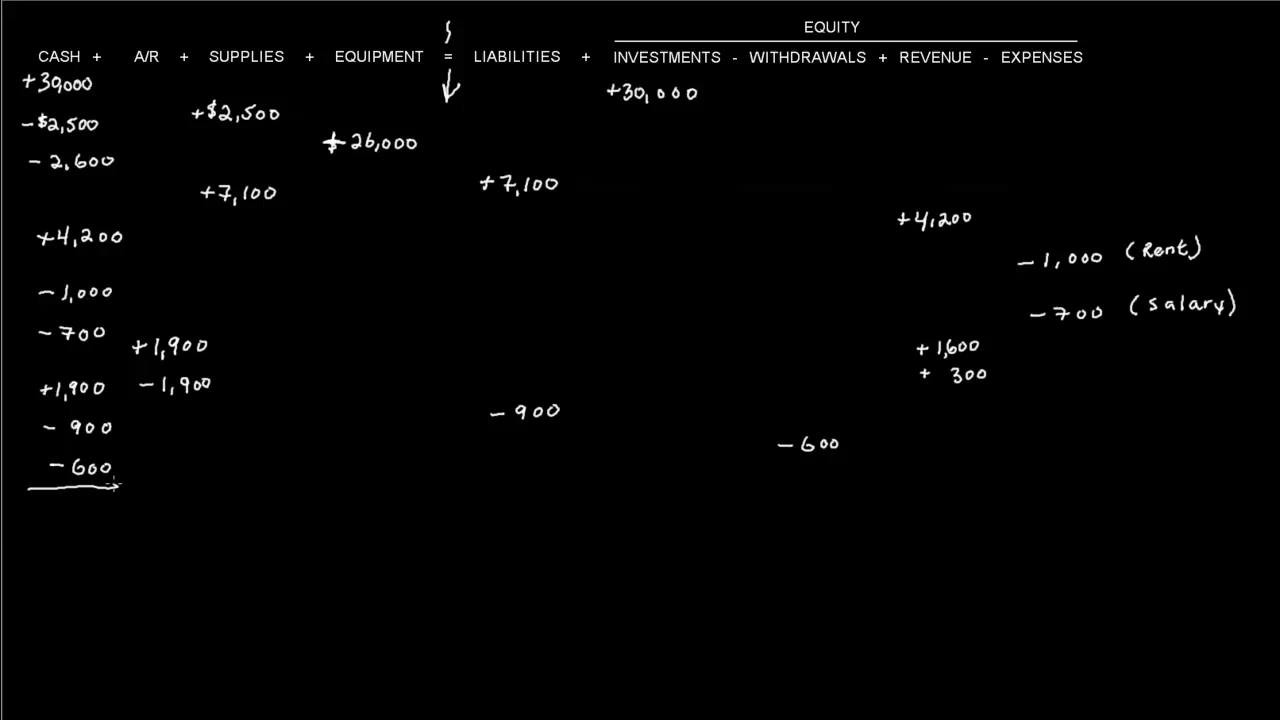 EQUITY
CASH + A/R + SUPPLIES + EQUIPMENT = LIABILITIES + INVESTMENTS - WITHDRAWALS + REVENUE - EXPENSES
+30,000 +30,000
-$2,500 +$2,500
-2,600 +26,000
+7,100 +7,100
+4,200 +4,200
-1,000 -1,000 (Rent)
-700 -700 (Salary)
+1,900 +1,600
+1,900 -1,900 + 300
-900 -900
-600 -600